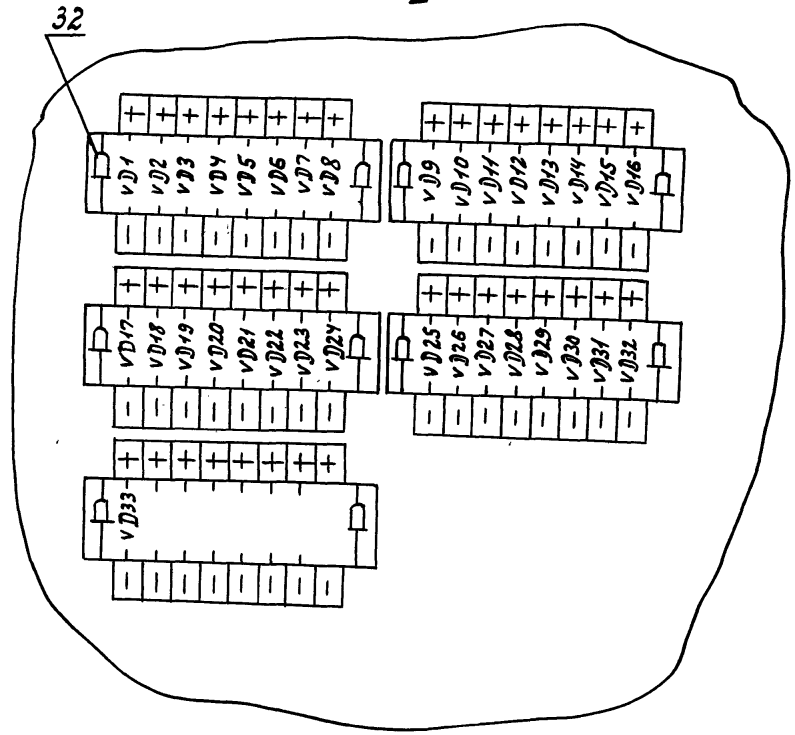 32
+ + + + + + + +
VD1 VD2 VD3 VD4 VD5 VD6 VD7 VD8
- - - - - - - -
+ + + + + + + +
VD9 VD10 VD11 VD12 VD13 VD14 VD15 VD16
- - - - - - - -
+ + + + + + + +
VD17 VD18 VD19 VD20 VD21 VD22 VD23 VD24
- - - - - - - -
+ + + + + + + +
VD25 VD26 VD27 VD28 VD29 VD30 VD31 VD32
- - - - - - - -
+ + + + + + + +
VD33
- - - - - - - -